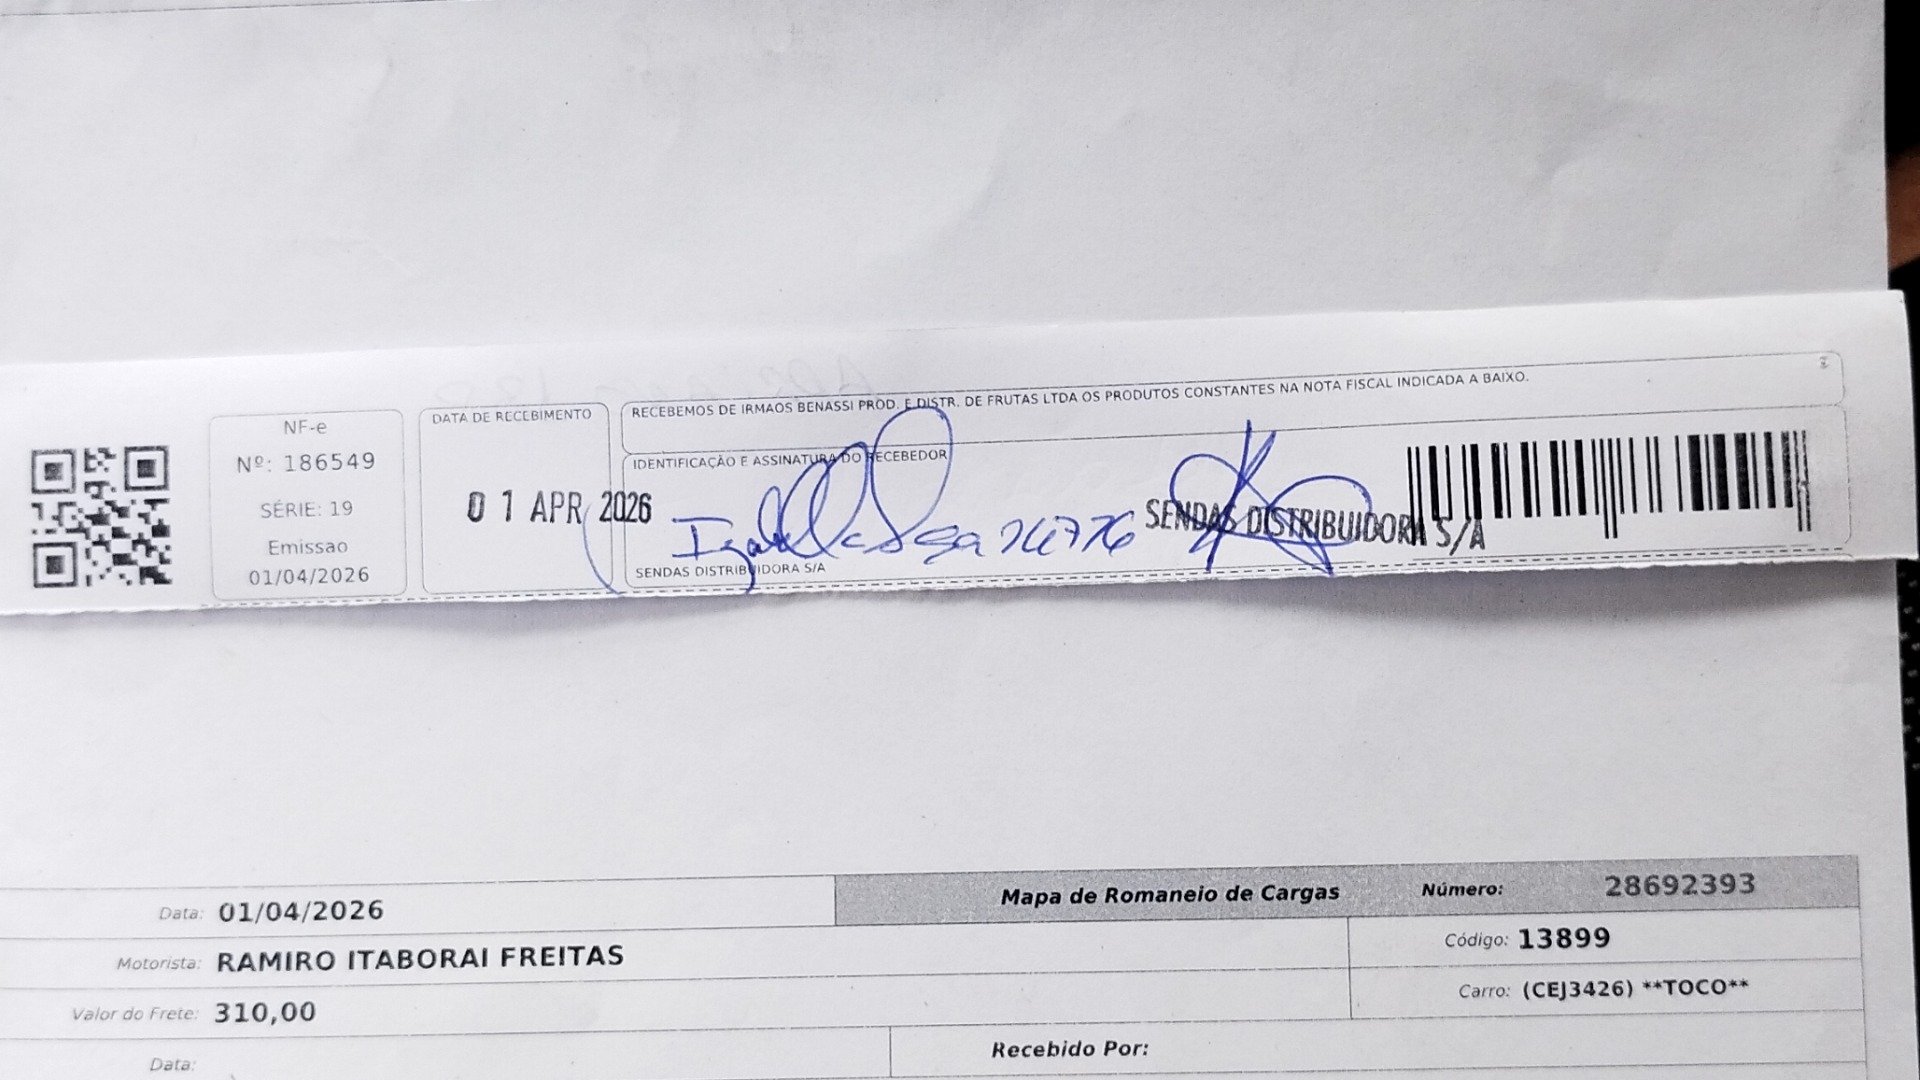 RECEBEMOS DE IRMAOS BENASSI PROD. E DISTR. DE FRUTAS LTDA OS PRODUTOS CONSTANTES NA NOTA FISCAL INDICADA A BAIXO.
NF-e
Nº: 186549
SÉRIE: 19
Emissao
01/04/2026
DATA DE RECEBIMENTO
01 APR 2026
IDENTIFICAÇÃO E ASSINATURA DO RECEBEDOR
SENDAS DISTRIBUIDORA S/A
SENDAS DISTRIBUIDORA S/A
Data: 01/04/2026
Mapa de Romaneio de Cargas Número: 28692393
Motorista: RAMIRO ITABORAI FREITAS
Código: 13899
Valor do Frete: 310,00
Carro: (CEJ3426) **TOCO**
Data:
Recebido Por: